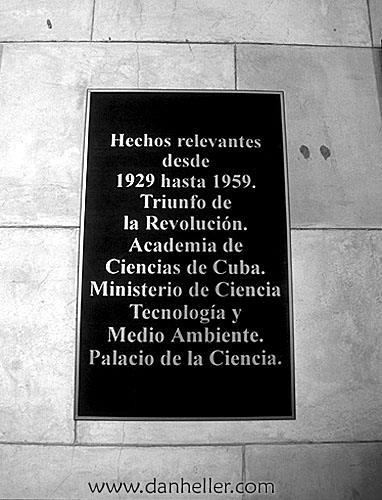 Hechos relevantes
desde
1929 hasta 1959.
Triunfo de
la Revolución.
Academia de
Ciencias de Cuba.
Ministerio de Ciencia
Tecnología y
Medio Ambiente.
Palacio de la Ciencia.
www.danheller.com